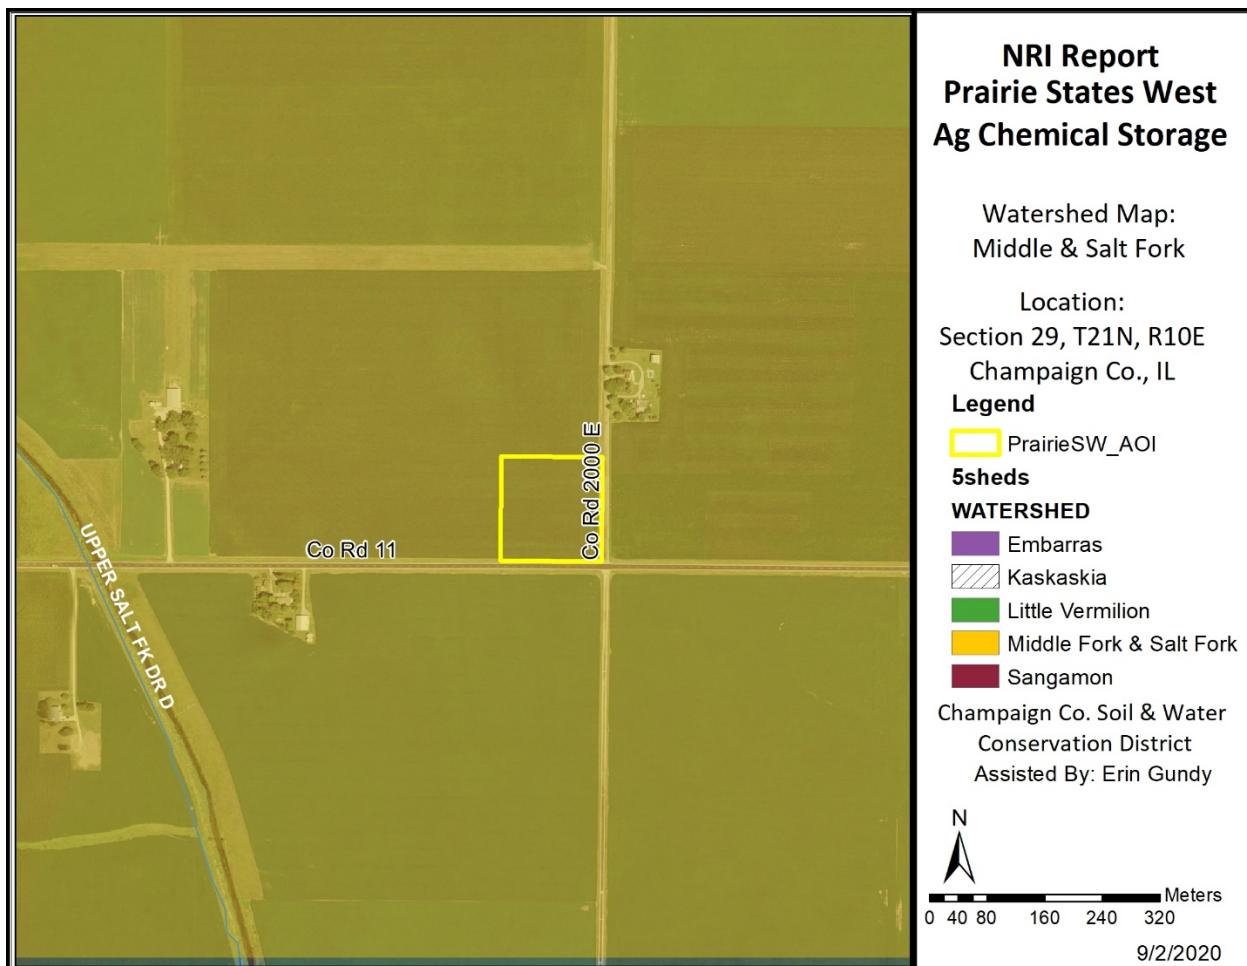 NRI Report
Prairie States West
Ag Chemical Storage
Watershed Map:
Middle & Salt Fork
Location:
Section 29, T21N, R10E
Champaign Co., IL
Legend
PrairieSW_AOI
5sheds
WATERSHED
Embarras
Kaskaskia
Little Vermilion
Middle Fork & Salt Fork
Sangamon
Champaign Co. Soil & Water
Conservation District
Assisted By: Erin Gundy
N
Meters
0 40 80 160 240 320
9/2/2020
Co Rd 2000 E
Co Rd 11
UPPER SALT FK DR D